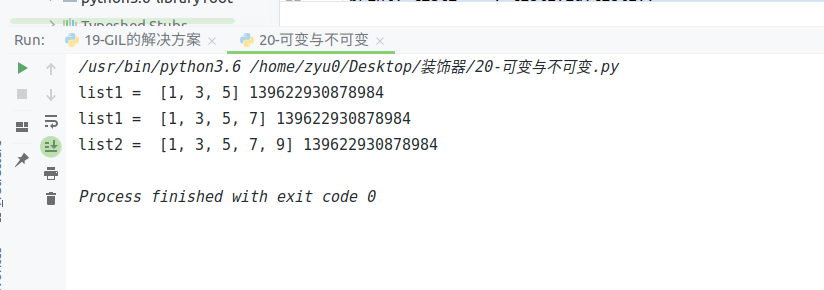 Typeshed Stubs
Run: 19-GIL的解决方案 × 20-可变与不可变 ×
/usr/bin/python3.6 /home/zyu0/Desktop/装饰器/20-可变与不可变.py
list1 =  [1, 3, 5] 139622930878984
list1 =  [1, 3, 5, 7] 139622930878984
list2 =  [1, 3, 5, 7, 9] 139622930878984
Process finished with exit code 0